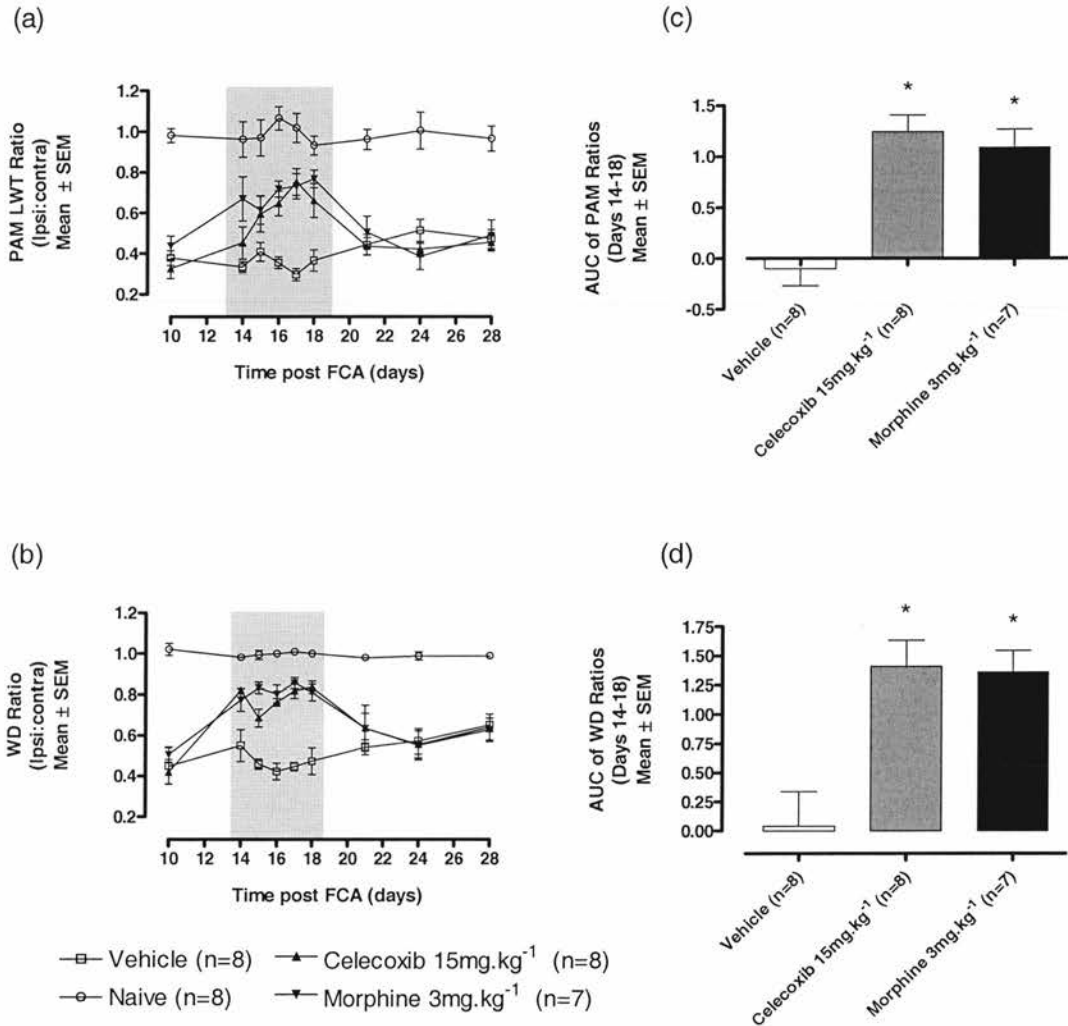 (a)
PAM LWT Ratio
(Ipsi:contra)
Mean ± SEM
1.2
1.0
0.8
0.6
0.4
0.2
10 12 14 16 18 20 22 24 26 28
Time post FCA (days)
(c)
AUC of PAM Ratios
(Days 14-18)
Mean ± SEM
1.5
1.0
0.5
0.0
-0.5
* *
Vehicle (n=8)
Celecoxib 15mg.kg⁻¹ (n=8)
Morphine 3mg.kg⁻¹ (n=7)
(b)
WD Ratio
(Ipsi:contra)
Mean ± SEM
1.2
1.0
0.8
0.6
0.4
0.2
10 12 14 16 18 20 22 24 26 28
Time post FCA (days)
(d)
AUC of WD Ratios
(Days 14-18)
Mean ± SEM
1.75
1.50
1.25
1.00
0.75
0.50
0.25
0.00
* *
Vehicle (n=8)
Celecoxib 15mg.kg⁻¹ (n=8)
Morphine 3mg.kg⁻¹ (n=7)
Vehicle (n=8) Celecoxib 15mg.kg⁻¹ (n=8)
Naive (n=8) Morphine 3mg.kg⁻¹ (n=7)